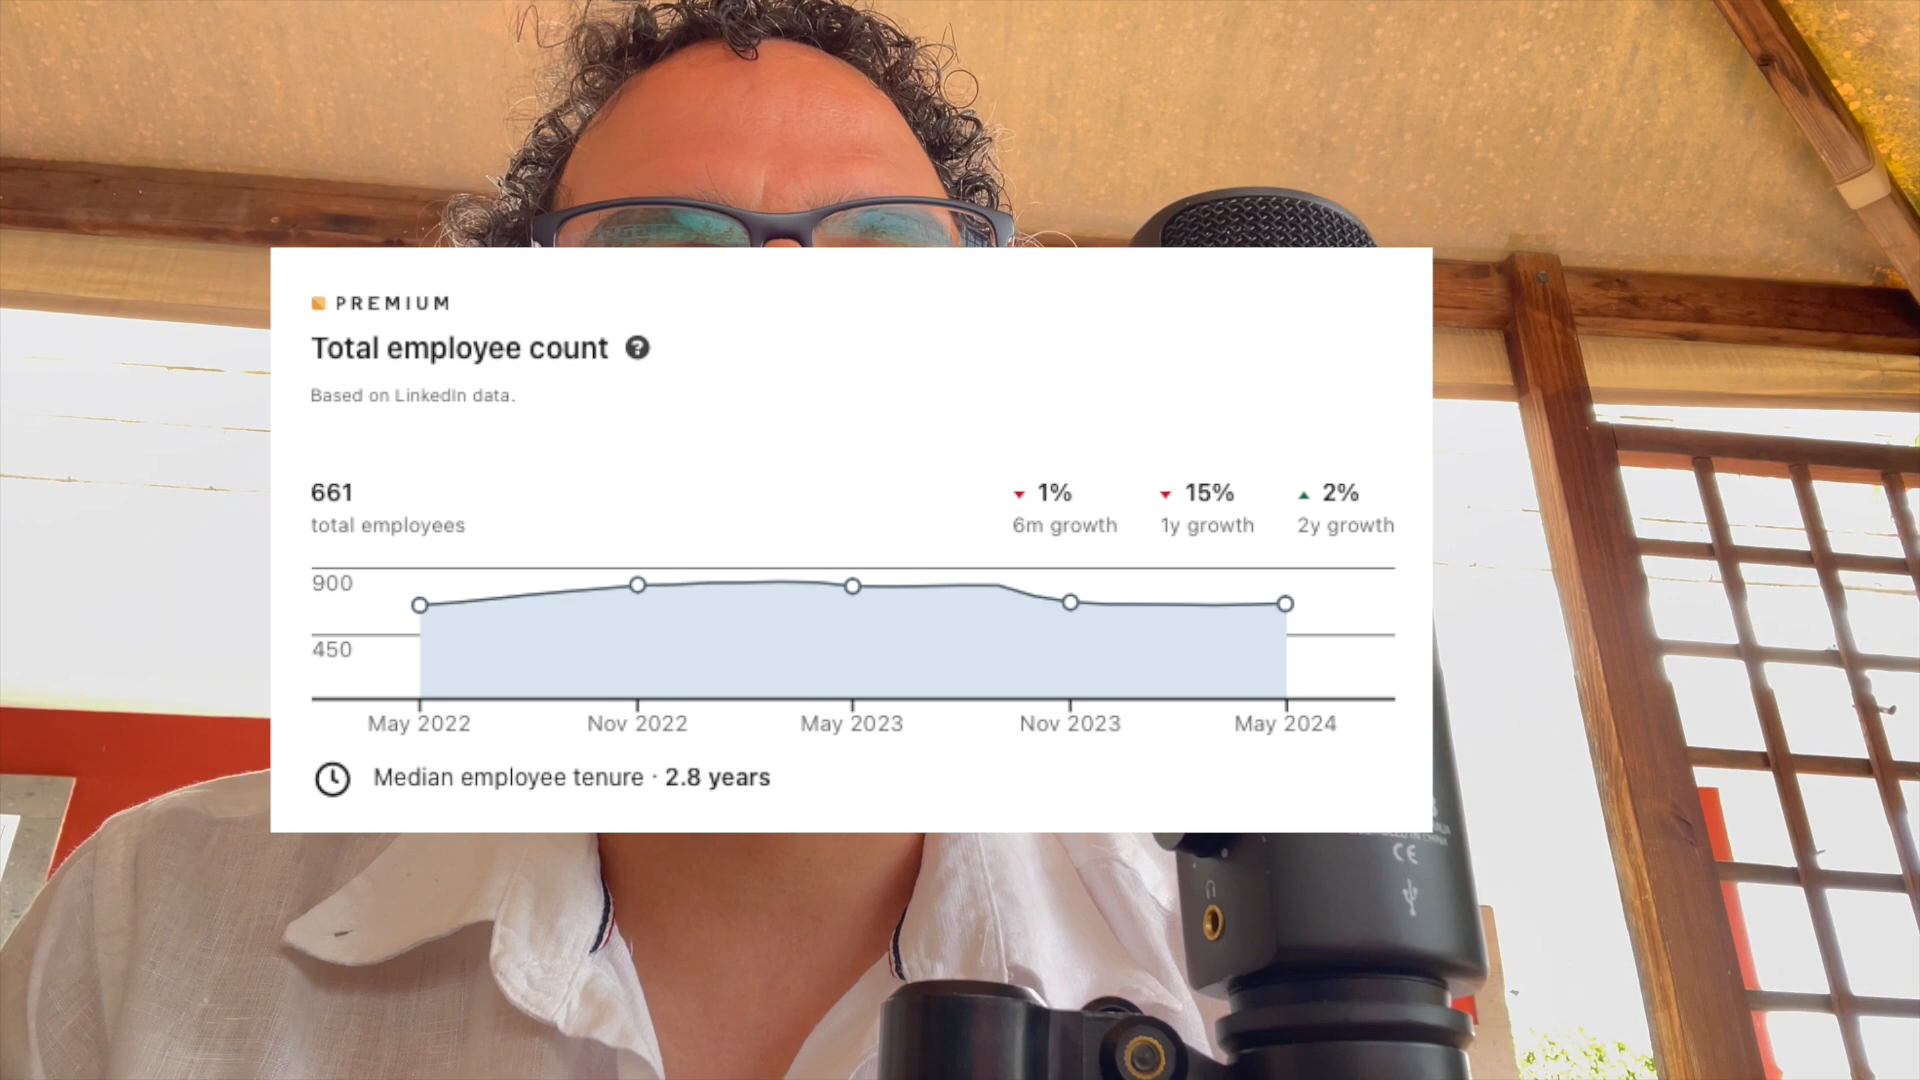 PREMIUM
Total employee count ?
Based on LinkedIn data.
661
total employees
1%
6m growth
15%
1y growth
2%
2y growth
900
450
May 2022
Nov 2022
May 2023
Nov 2023
May 2024
Median employee tenure · 2.8 years
CHINA
CE